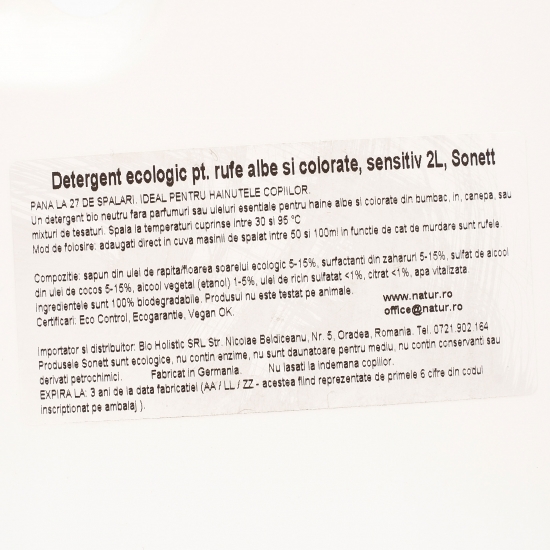 Detergent ecologic pt. rufe albe si colorate, sensitiv 2L, Sonett
PANA LA 27 DE SPALARI. IDEAL PENTRU HAINUTELE COPIILOR.
Un detergent bio neutru fara parfumuri sau uleiuri esentiale pentru haine albe si colorate din bumbac, in, canepa, sau
mixturi de tesaturi. Spala la temperaturi cuprinse intre 30 si 95 °C
Mod de folosire: adaugati direct in cuva masinii de spalat intre 50 si 100ml in functie de cat de murdare sunt rufele.
Compozitie: sapun din ulei de rapita/floarea soarelui ecologic 5-15%, surfactanti din zaharuri 5-15%, sulfat de alcool
din ulei de cocos 5-15%, alcool vegetal (etanol) 1-5%, ulei de ricin sulfatat <1%, citrat <1%, apa vitalizata.
Ingredientele sunt 100% biodegradabile. Produsul nu este testat pe animale.
Certificari: Eco Control, Ecogarantie, Vegan OK.
www.natur.ro
office@natur.ro
Importator si distribuitor: Bio Holistic SRL Str. Nicolae Beldiceanu, Nr. 5, Oradea, Romania. Tel. 0721.902.164
Produsele Sonett sunt ecologice, nu contin enzime, nu sunt daunatoare pentru mediu, nu contin conservanti sau
derivati petrochimici. Fabricat in Germania. Nu lasati la indemana copiilor.
EXPIRA LA: 3 ani de la data fabricatiei (AA / LL / ZZ - acestea fiind reprezentate de primele 6 cifre din codul
inscriptionat pe ambalaj ).